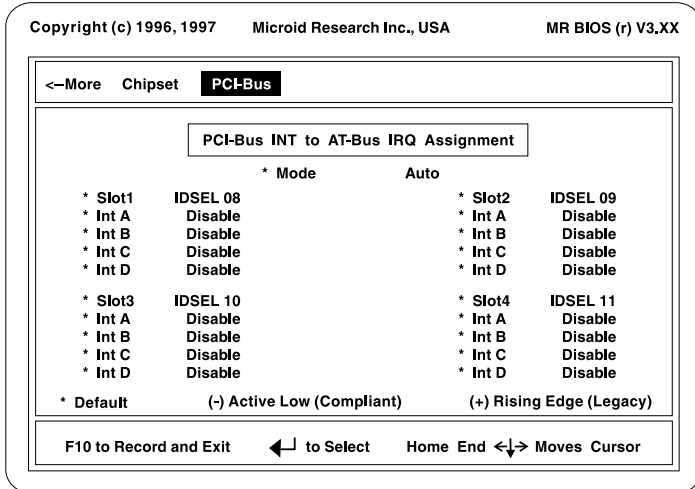 Copyright (c) 1996, 1997 Microid Research Inc., USA MR BIOS (r) V3.XX
<–More Chipset PCI-Bus
PCI-Bus INT to AT-Bus IRQ Assignment
* Mode Auto
* Slot1 IDSEL 08 * Slot2 IDSEL 09
* Int A Disable * Int A Disable
* Int B Disable * Int B Disable
* Int C Disable * Int C Disable
* Int D Disable * Int D Disable
* Slot3 IDSEL 10 * Slot4 IDSEL 11
* Int A Disable * Int A Disable
* Int B Disable * Int B Disable
* Int C Disable * Int C Disable
* Int D Disable * Int D Disable
* Default (-) Active Low (Compliant) (+) Rising Edge (Legacy)
F10 to Record and Exit to Select Home End Moves Cursor